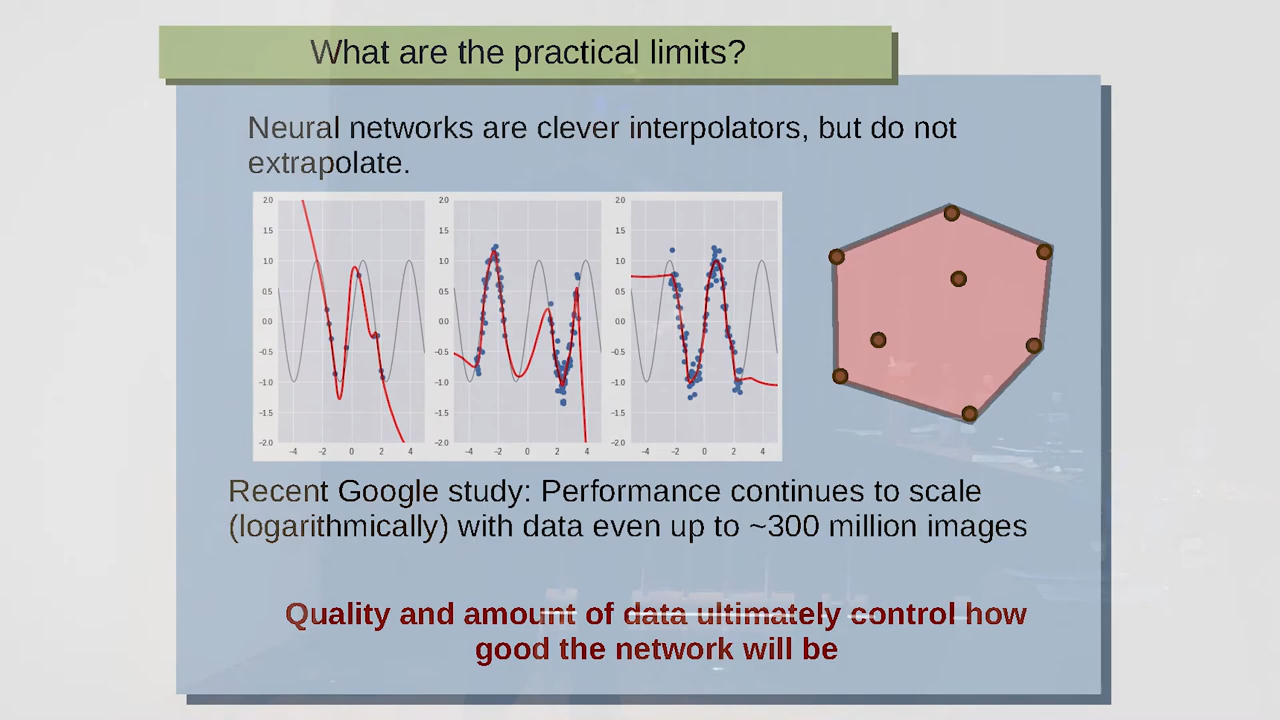 What are the practical limits?
Neural networks are clever interpolators, but do not
extrapolate.
2.0 2.0 2.0
1.5 1.5 1.5
1.0 1.0 1.0
0.5 0.5 0.5
0.0 0.0 0.0
−0.5 −0.5 −0.5
−1.0 −1.0 −1.0
−1.5 −1.5 −1.5
−2.0 −2.0 −2.0
−4 −2 0 2 4 −4 −2 0 2 4 −4 −2 0 2 4
Recent Google study: Performance continues to scale
(logarithmically) with data even up to ~300 million images
Quality and amount of data ultimately control how
good the network will be